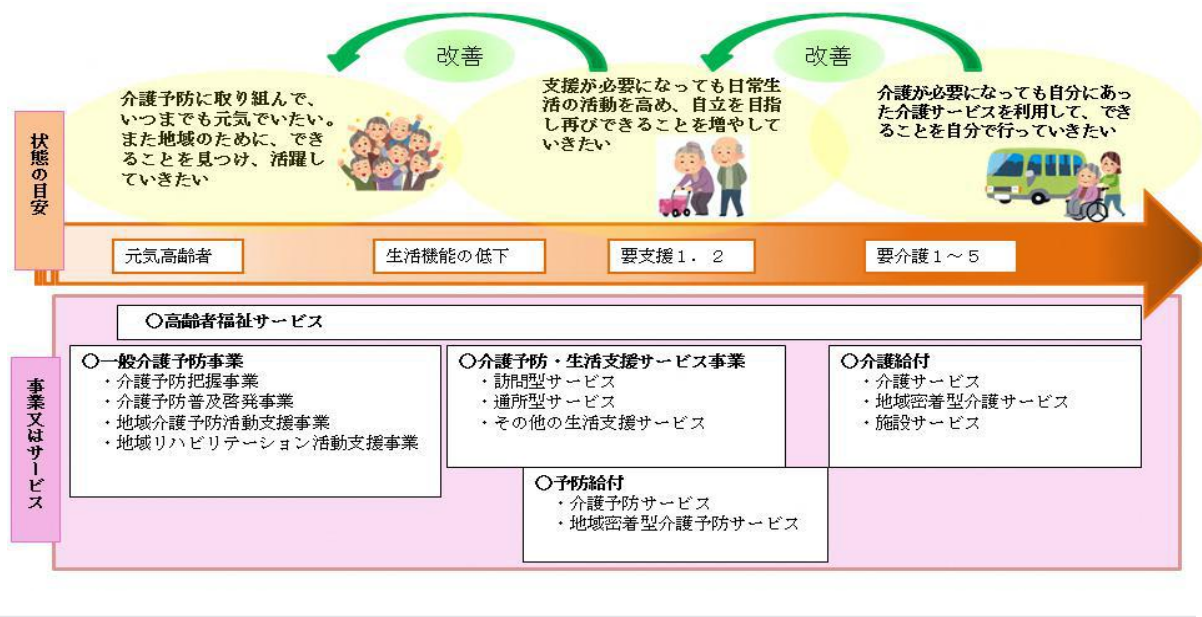 改善
改善
介護予防に取り組んで、
いつまでも元気でいたい。
また地域のために、でき
ることを見つけ、活躍し
ていきたい
支援が必要になっても日常生
活の活動を高め、自立を目指
し再びできることを増やして
いきたい
介護が必要になっても自分にあっ
た介護サービスを利用して、でき
ることを自分で行っていきたい
状態の目安
元気高齢者
生活機能の低下
要支援1．2
要介護1～5
事業又はサービス
〇高齢者福祉サービス
〇一般介護予防事業
・介護予防把握事業
・介護予防普及啓発事業
・地域介護予防活動支援事業
・地域リハビリテーション活動支援事業
〇介護予防・生活支援サービス事業
・訪問型サービス
・通所型サービス
・その他の生活支援サービス
〇予防給付
・介護予防サービス
・地域密着型介護予防サービス
〇介護給付
・介護サービス
・地域密着型介護サービス
・施設サービス